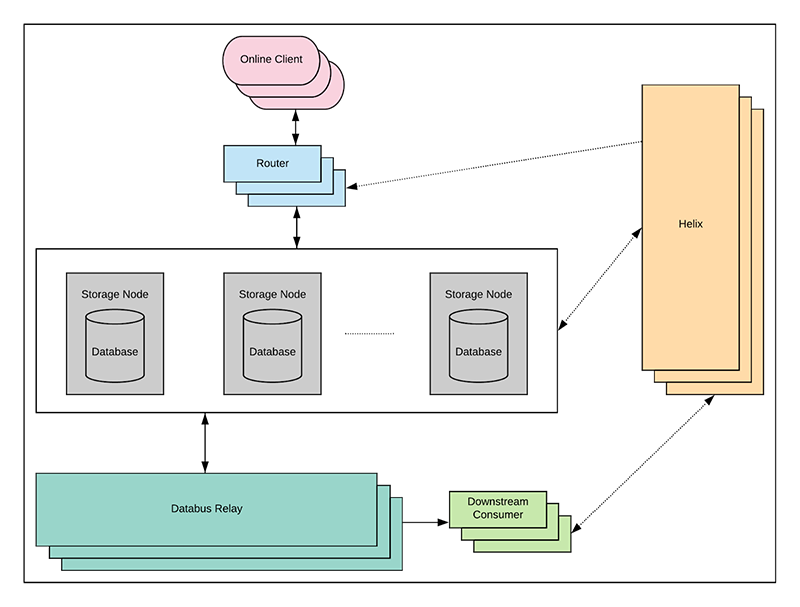 Online Client
Router
Helix
Storage Node
Database
Storage Node
Database
Storage Node
Database
Databus Relay
Downstream
Consumer